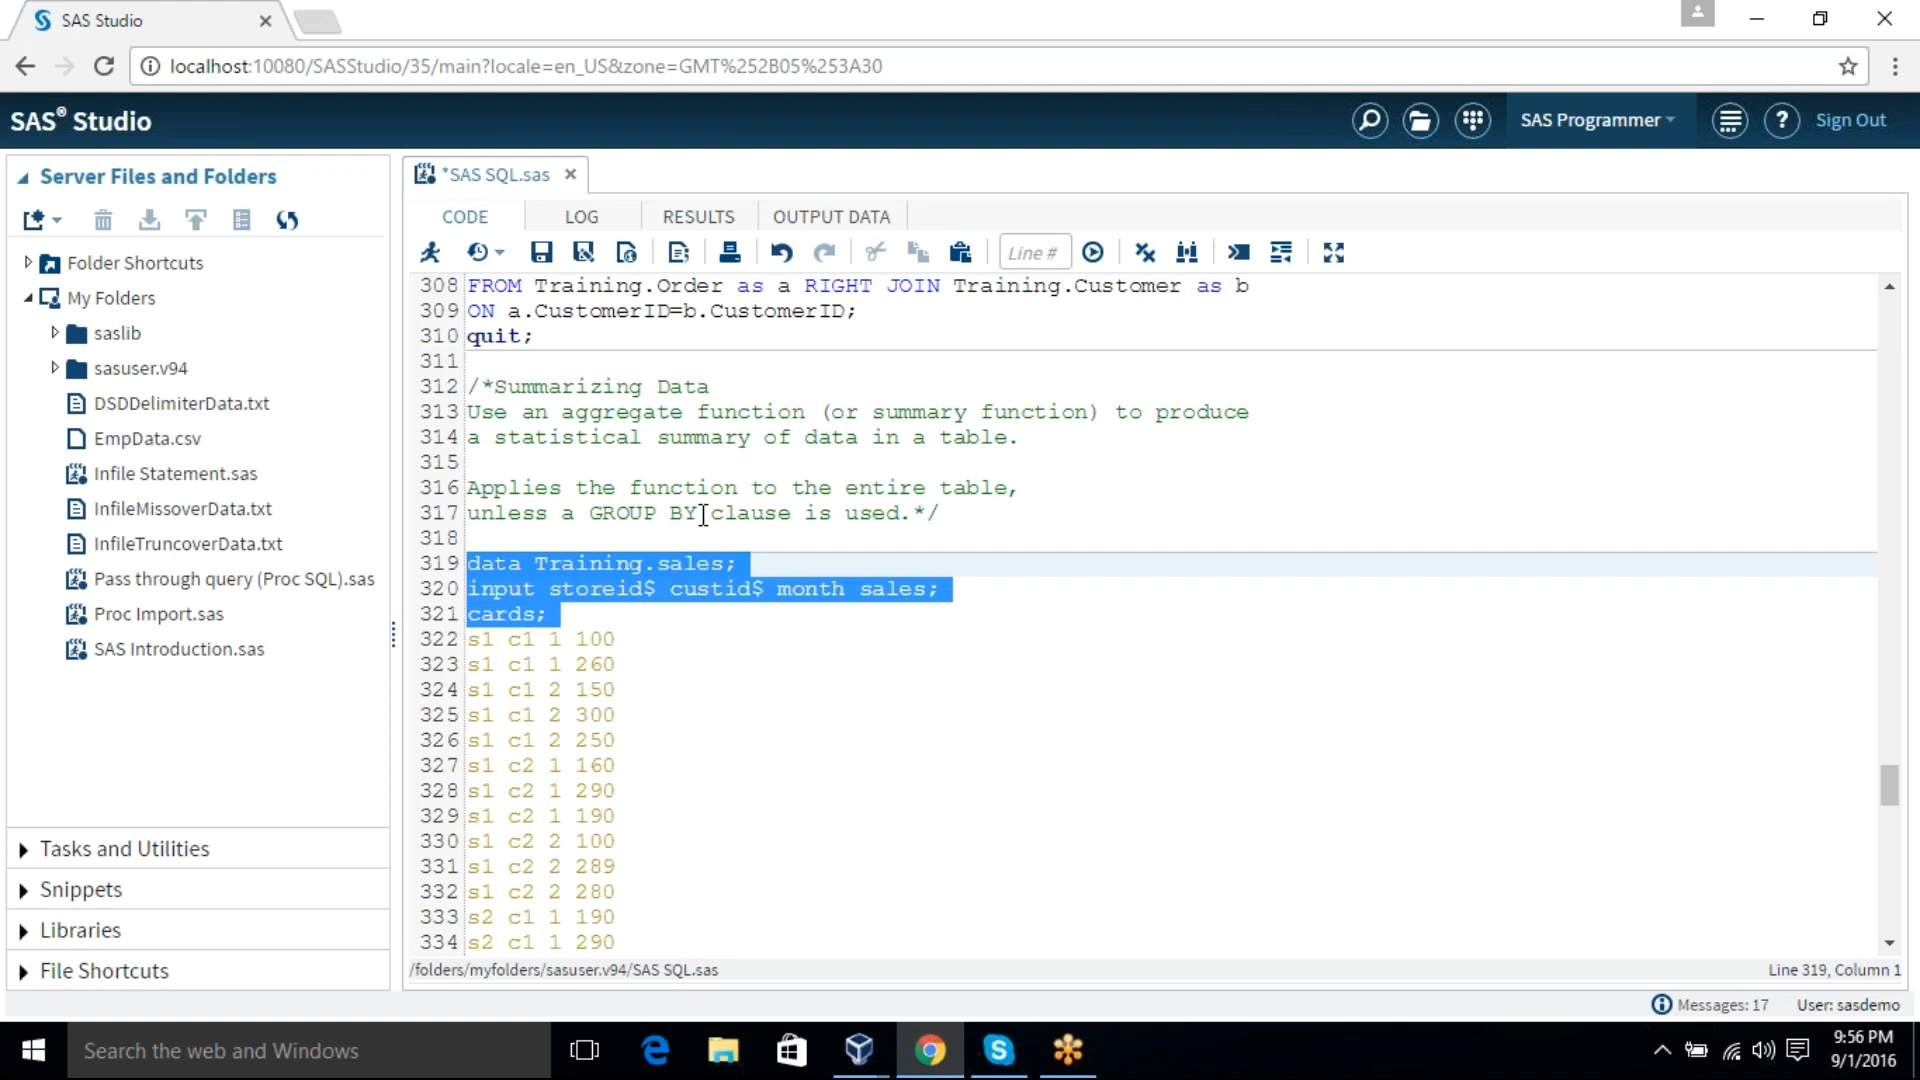 SAS Studio
localhost:10080/SASStudio/35/main?locale=en_US&zone=GMT%252B05%253A30
SAS® Studio
SAS Programmer
Sign Out
Server Files and Folders
Folder Shortcuts
My Folders
saslib
sasuser.v94
DSDDelimiterData.txt
EmpData.csv
Infile Statement.sas
InfileMissoverData.txt
InfileTruncoverData.txt
Pass through query (Proc SQL).sas
Proc Import.sas
SAS Introduction.sas
Tasks and Utilities
Snippets
Libraries
File Shortcuts
*SAS SQL.sas
CODE LOG RESULTS OUTPUT DATA
Line #
308 FROM Training.Order as a RIGHT JOIN Training.Customer as b
309 ON a.CustomerID=b.CustomerID;
310 quit;
311
312 /*Summarizing Data
313 Use an aggregate function (or summary function) to produce
314 a statistical summary of data in a table.
315
316 Applies the function to the entire table,
317 unless a GROUP BY clause is used.*/
318
319 data Training.sales;
320 input storeid$ custid$ month sales;
321 cards;
322 s1 c1 1 100
323 s1 c1 1 260
324 s1 c1 2 150
325 s1 c1 2 300
326 s1 c1 2 250
327 s1 c2 1 160
328 s1 c2 1 290
329 s1 c2 1 190
330 s1 c2 2 100
331 s1 c2 2 289
332 s1 c2 2 280
333 s2 c1 1 190
334 s2 c1 1 290
/folders/myfolders/sasuser.v94/SAS SQL.sas
Line 319, Column 1
Messages: 17
User: sasdemo
Search the web and Windows
9:56 PM
9/1/2016